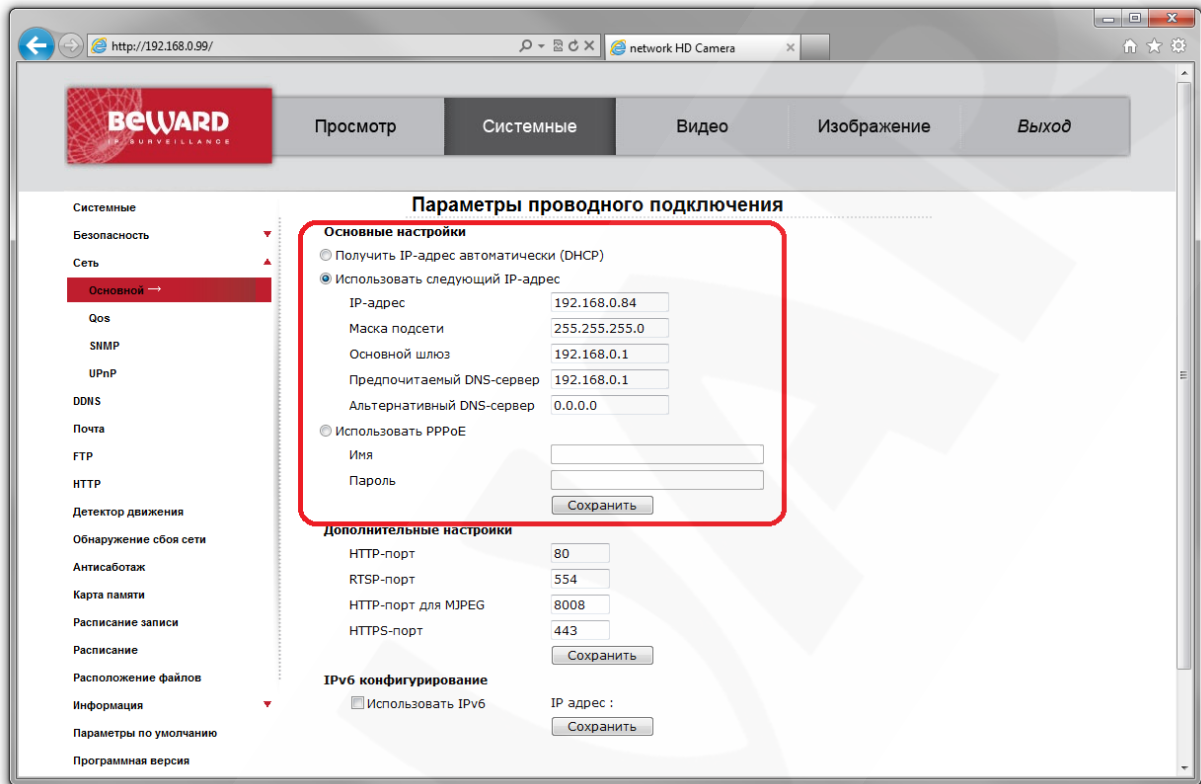 http://192.168.0.99/
network HD Camera
BEWARD
IP SURVEILLANCE
Просмотр
Системные
Видео
Изображение
Выход
Системные
Безопасность
Сеть
Основной →
Qos
SNMP
UPnP
DDNS
Почта
FTP
HTTP
Детектор движения
Обнаружение сбоя сети
Антисаботаж
Карта памяти
Расписание записи
Расписание
Расположение файлов
Информация
Параметры по умолчанию
Программная версия
Параметры проводного подключения
Основные настройки
Получить IP-адрес автоматически (DHCP)
Использовать следующий IP-адрес
IP-адрес 192.168.0.84
Маска подсети 255.255.255.0
Основной шлюз 192.168.0.1
Предпочитаемый DNS-сервер 192.168.0.1
Альтернативный DNS-сервер 0.0.0.0
Использовать PPPoE
Имя
Пароль
Сохранить
Дополнительные настройки
HTTP-порт 80
RTSP-порт 554
HTTP-порт для MJPEG 8008
HTTPS-порт 443
Сохранить
IPv6 конфигурирование
Использовать IPv6 IP адрес :
Сохранить